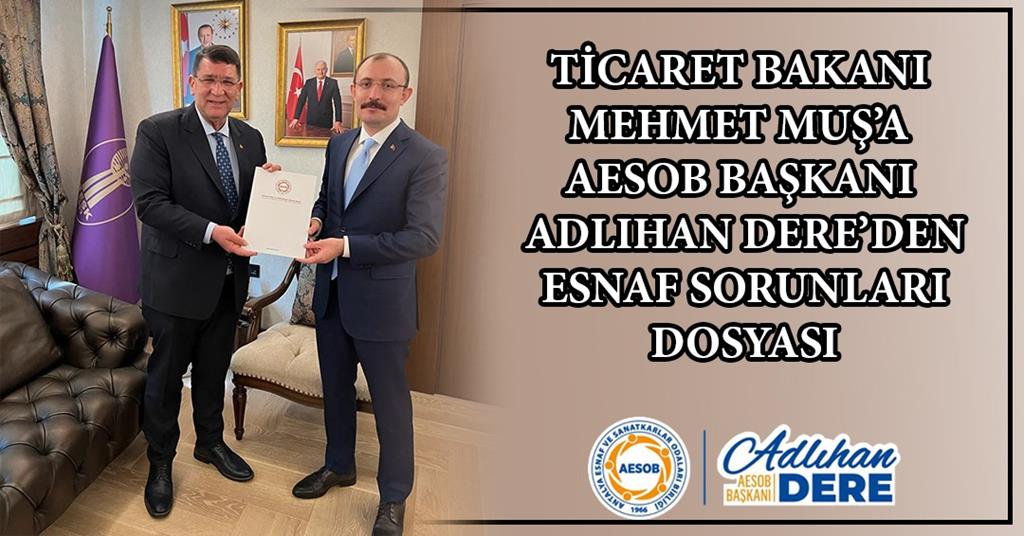 TİCARET BAKANI
MEHMET MUŞ'A
AESOB BAŞKANI
ADLIHAN DERE'DEN
ESNAF SORUNLARI
DOSYASI
ANTALYA ESNAF VE SANATKARLAR ODALARI BİRLİĞİ
AESOB
1966
Adlıhan
AESOB
BAŞKANI
DERE